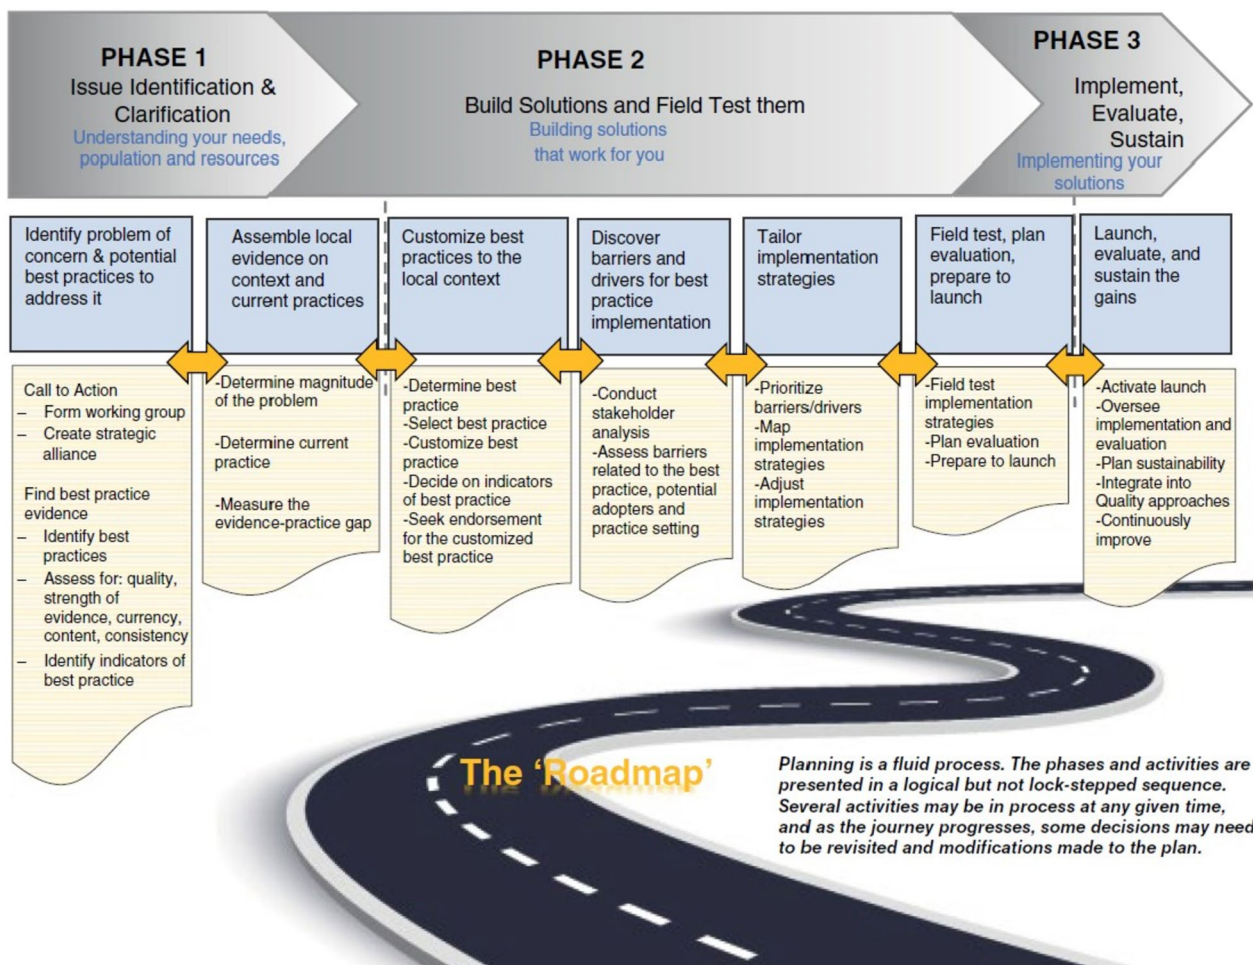 PHASE 1
Issue Identification &
Clarification
Understanding your needs,
population and resources
PHASE 2
Build Solutions and Field Test them
Building solutions
that work for you
PHASE 3
Implement,
Evaluate,
Sustain
Implementing your
solutions
Identify problem of
concern & potential
best practices to
address it
Assemble local
evidence on
context and
current practices
Customize best
practices to the
local context
Discover
barriers and
drivers for best
practice
implementation
Tailor
implementation
strategies
Field test, plan
evaluation,
prepare to
launch
Launch,
evaluate, and
sustain the
gains
Call to Action
– Form working group
– Create strategic
alliance
Find best practice
evidence
– Identify best
practices
– Assess for: quality,
strength of
evidence, currency,
content, consistency
– Identify indicators of
best practice
-Determine magnitude
of the problem
-Determine current
practice
-Measure the
evidence-practice gap
-Determine best
practice
-Select best practice
-Customize best
practice
-Decide on indicators
of best practice
-Seek endorsement
for the customized
best practice
-Conduct
stakeholder
analysis
-Assess barriers
related to the best
practice, potential
adopters and
practice setting
-Prioritize
barriers/drivers
-Map
implementation
strategies
-Adjust
implementation
strategies
-Field test
implementation
strategies
-Plan evaluation
-Prepare to launch
-Activate launch
-Oversee
implementation and
evaluation
-Plan sustainability
-Integrate into
Quality approaches
-Continuously
improve
The ‘Roadmap’
Planning is a fluid process. The phases and activities are
presented in a logical but not lock-stepped sequence.
Several activities may be in process at any given time,
and as the journey progresses, some decisions may need
to be revisited and modifications made to the plan.